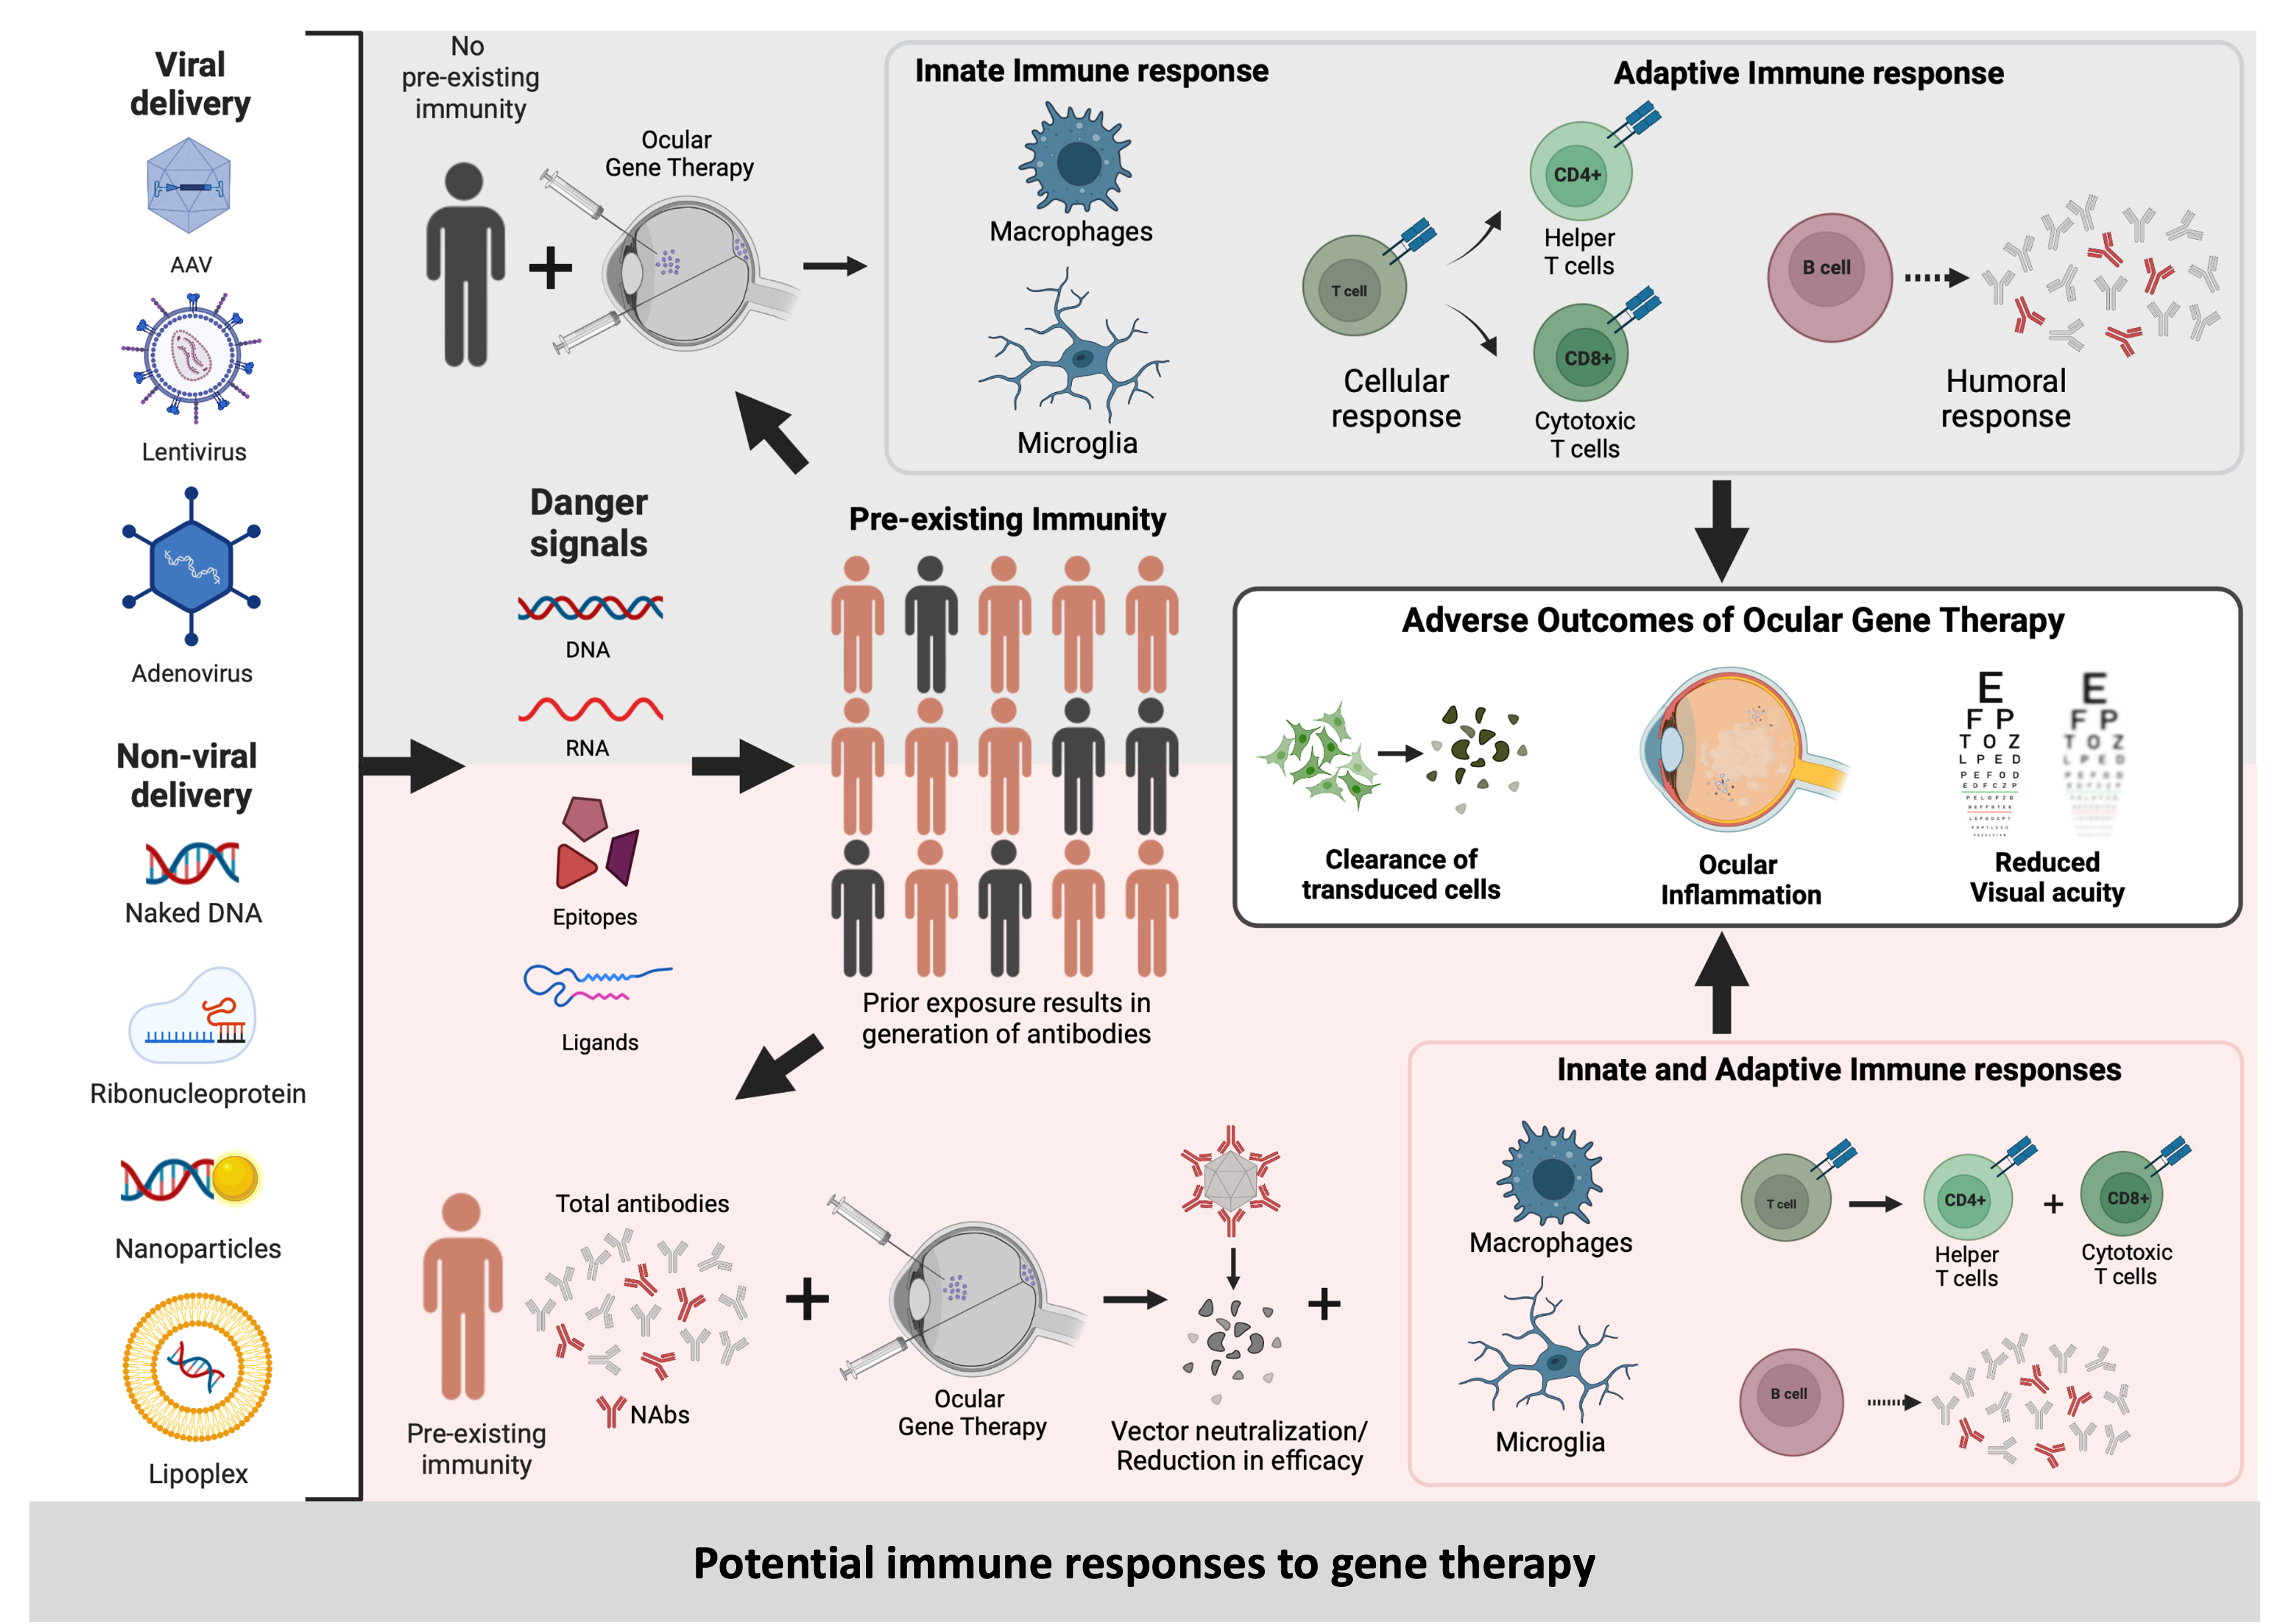 Viral
delivery
AAV
Lentivirus
Adenovirus
Non-viral
delivery
Naked DNA
Ribonucleoprotein
Nanoparticles
Lipoplex
No
pre-existing
immunity
Ocular
Gene Therapy
Innate Immune response
Macrophages
Microglia
Adaptive Immune response
T cell
CD4+
Helper
T cells
CD8+
Cytotoxic
T cells
Cellular
response
B cell
Humoral
response
Danger
signals
DNA
RNA
Epitopes
Ligands
Pre-existing Immunity
Prior exposure results in
generation of antibodies
Adverse Outcomes of Ocular Gene Therapy
Clearance of
transduced cells
Ocular
Inflammation
E
F P
T O Z
L P E D
P E F O D
E D F C Z P
E
F P
T O Z
L P E D
Reduced
Visual acuity
Pre-existing
immunity
Total antibodies
NAbs
Ocular
Gene Therapy
Vector neutralization/
Reduction in efficacy
Innate and Adaptive Immune responses
Macrophages
Microglia
T cell
CD4+
Helper
T cells
CD8+
Cytotoxic
T cells
B cell
Potential immune responses to gene therapy